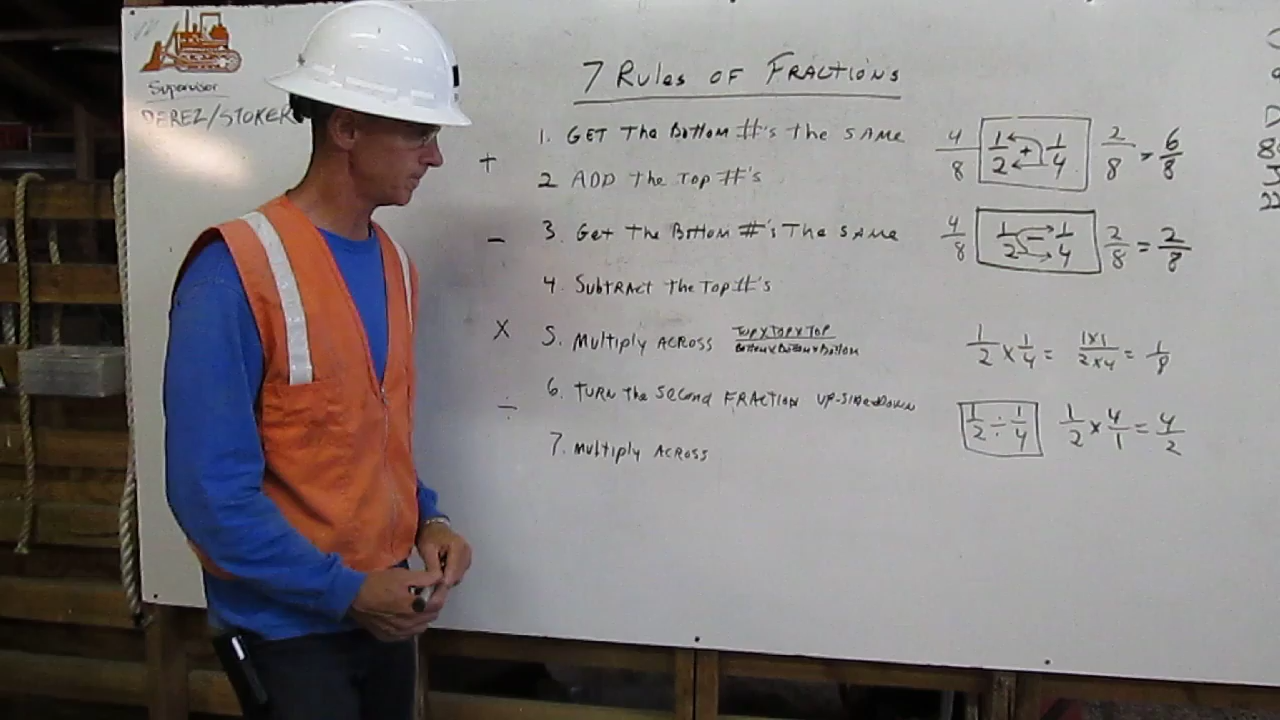 Supervisor
DEREZ/STOKER
7 Rules OF FRACTIONS
+
1. GET The Bottom #'s the SAME
4/8 1/2 + 1/4 2/8 = 6/8
2 ADD the Top #'s
-
3. Get The Bottom #'s The SAME
4/8 1/2 - 1/4 2/8 = 2/8
4. SubTRACT the Top #'s
X
5. Multiply ACROSS Top x Top x Top / Bottom x Bottom x Bottom
1/2 x 1/4 = 1x1/2x4 = 1/8
÷
6. TURN the Second FRACTION UP-SIDE DOWN
1/2 ÷ 1/4 1/2 x 4/1 = 4/2
7. Multiply ACROSS